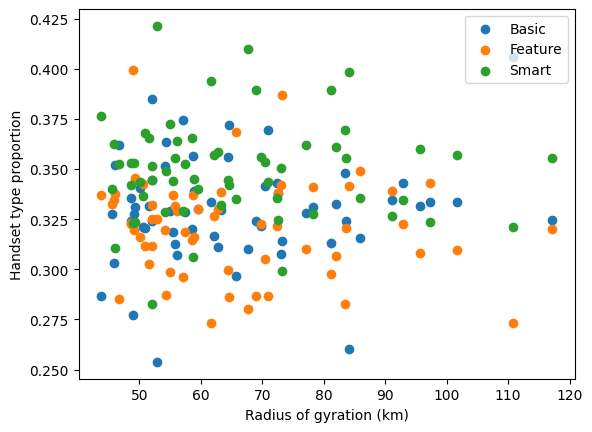 0.425
0.400
0.375
0.350
0.325
0.300
0.275
0.250
Handset type proportion
Basic
Feature
Smart
50 60 70 80 90 100 110 120
Radius of gyration (km)